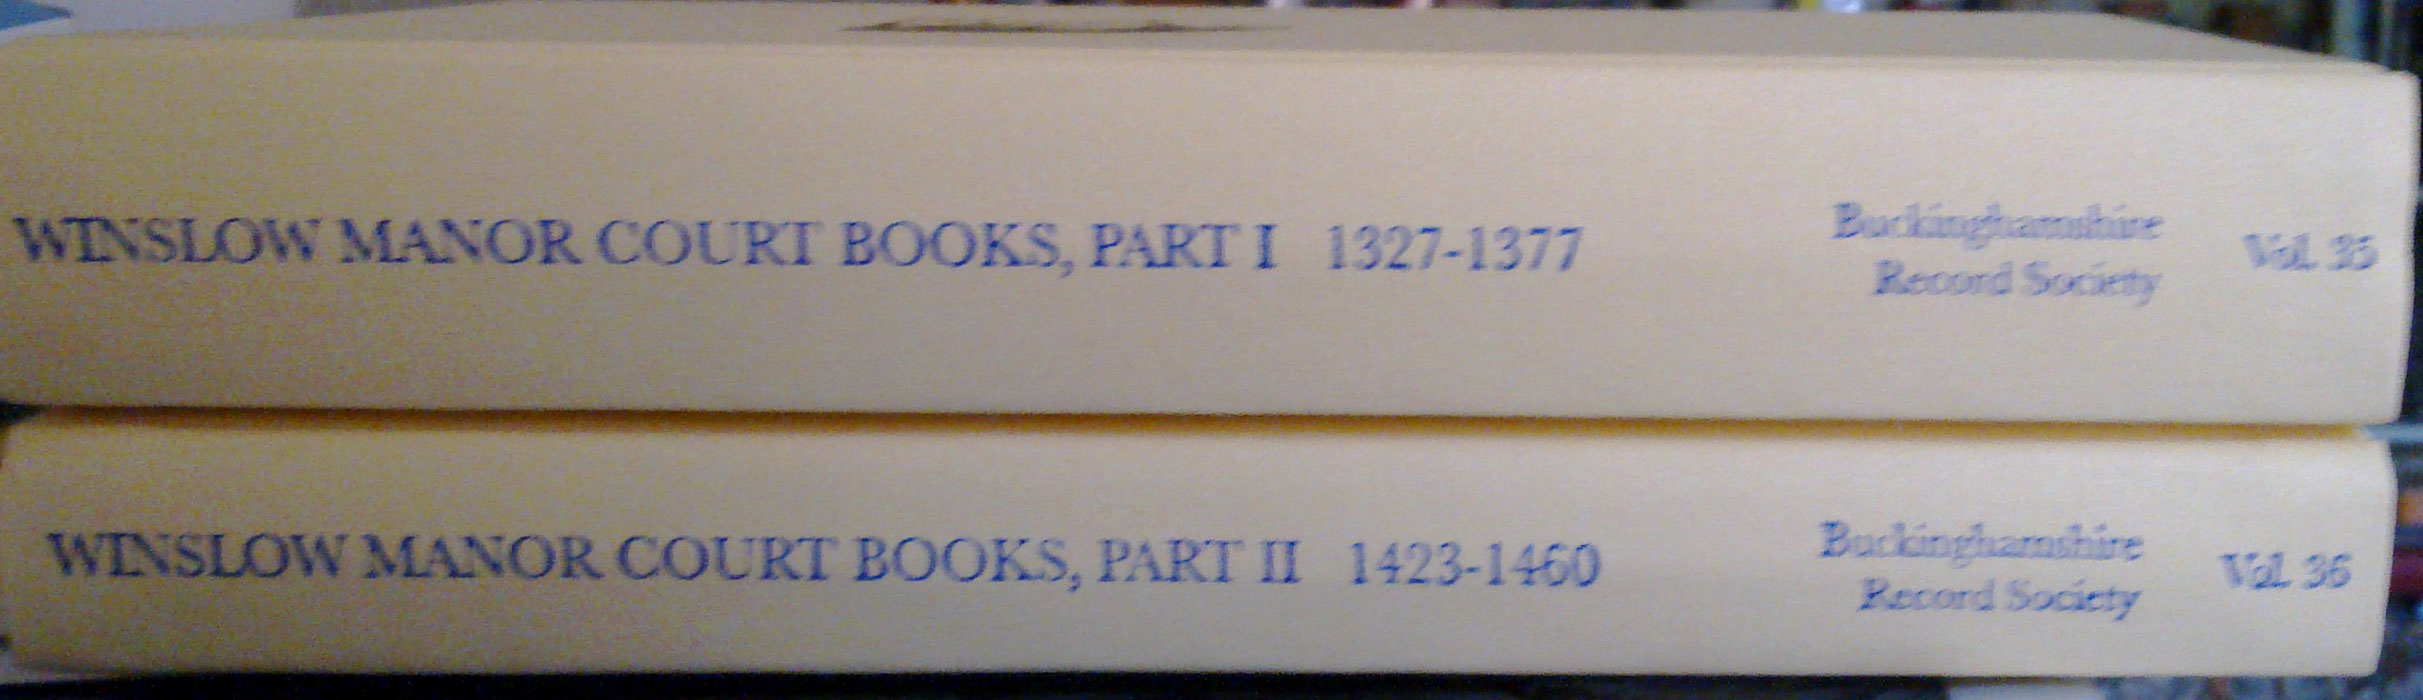 WINSLOW MANOR COURT BOOKS, PART I 1327-1377
Buckinghamshire
Record Society
Vol. 35
WINSLOW MANOR COURT BOOKS, PART II 1423-1460
Buckinghamshire
Record Society
Vol. 36